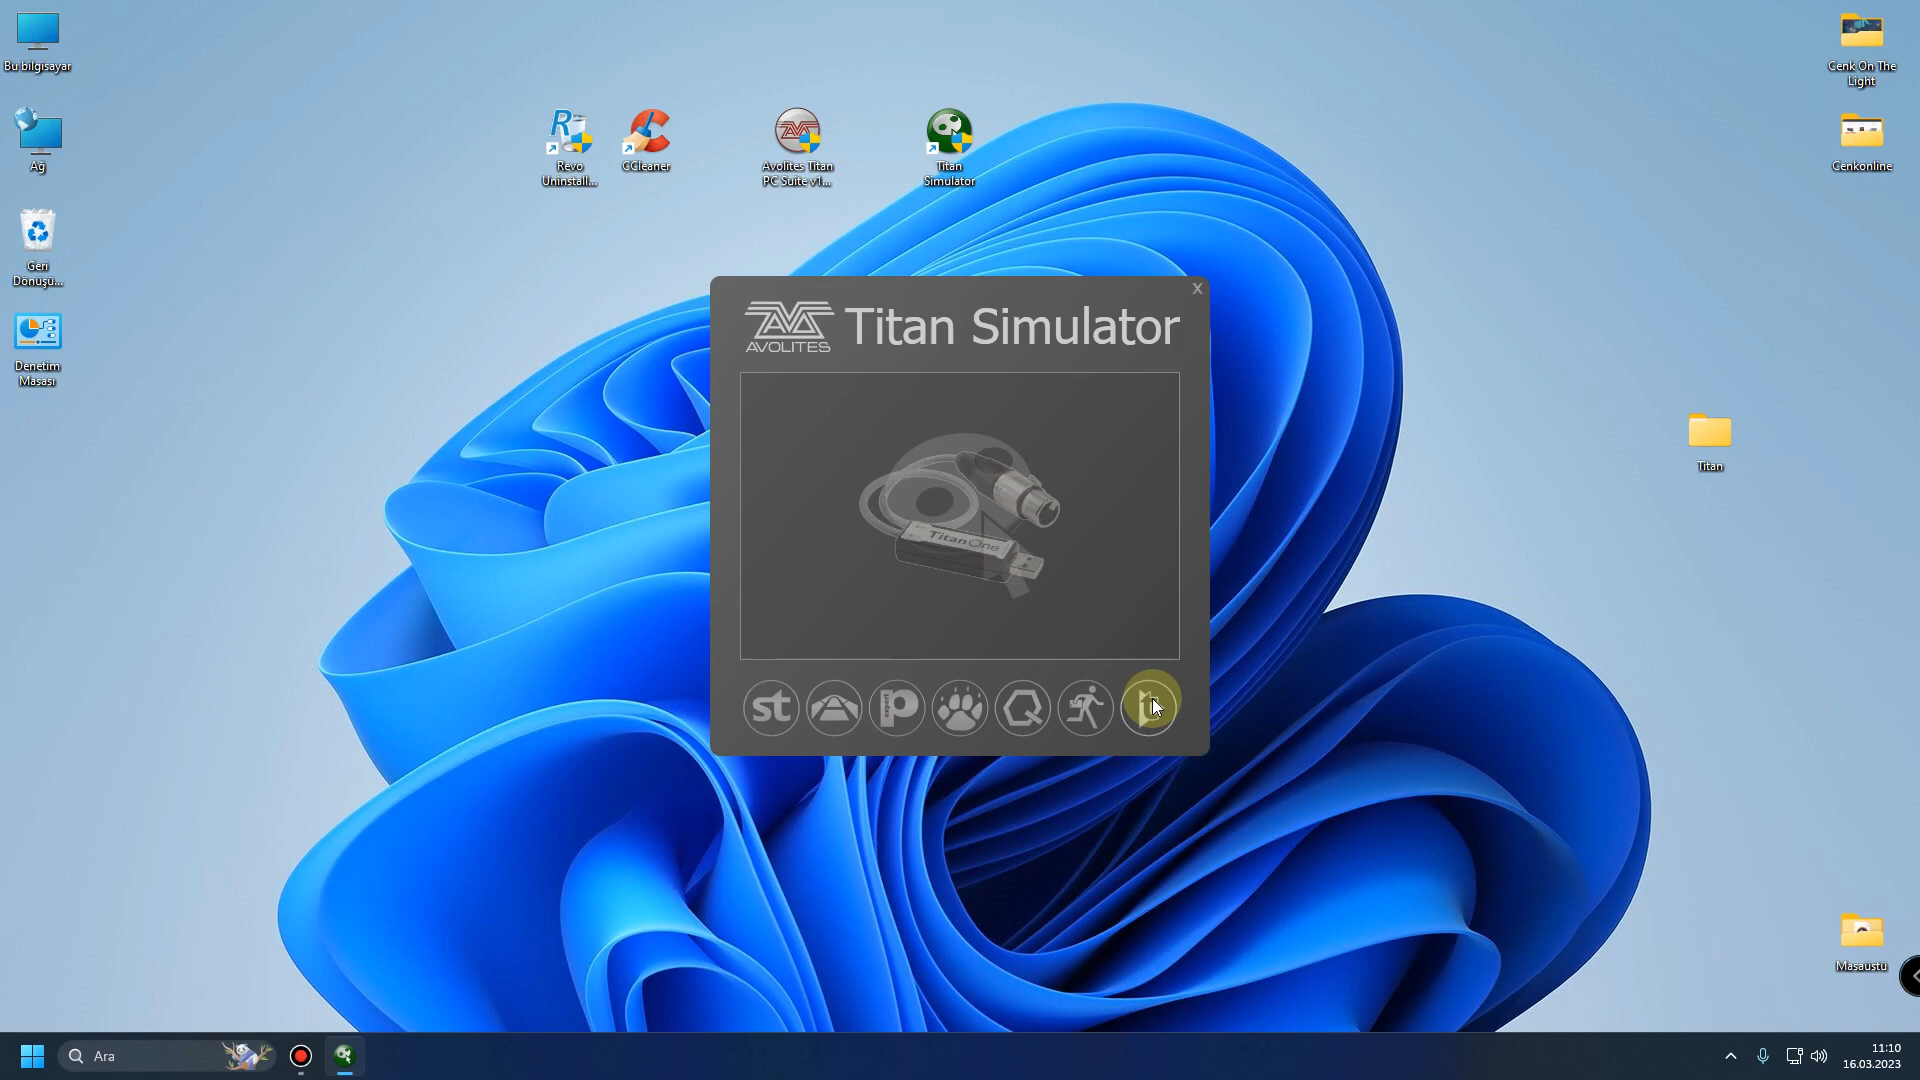 Bu bilgisayar
Ağ
Geri
Dönüşü...
Denetim
Masası
Revo
Uninstall...
CCleaner
Avolites Titan
PC Suite v1...
Titan
Simulator
Cenk On The
Light
Cenkonline
Titan
Masaüstü
x
AVOLITES
Titan Simulator
TitanOne
st
expert
p
Q
Ara
11:10
16.03.2023